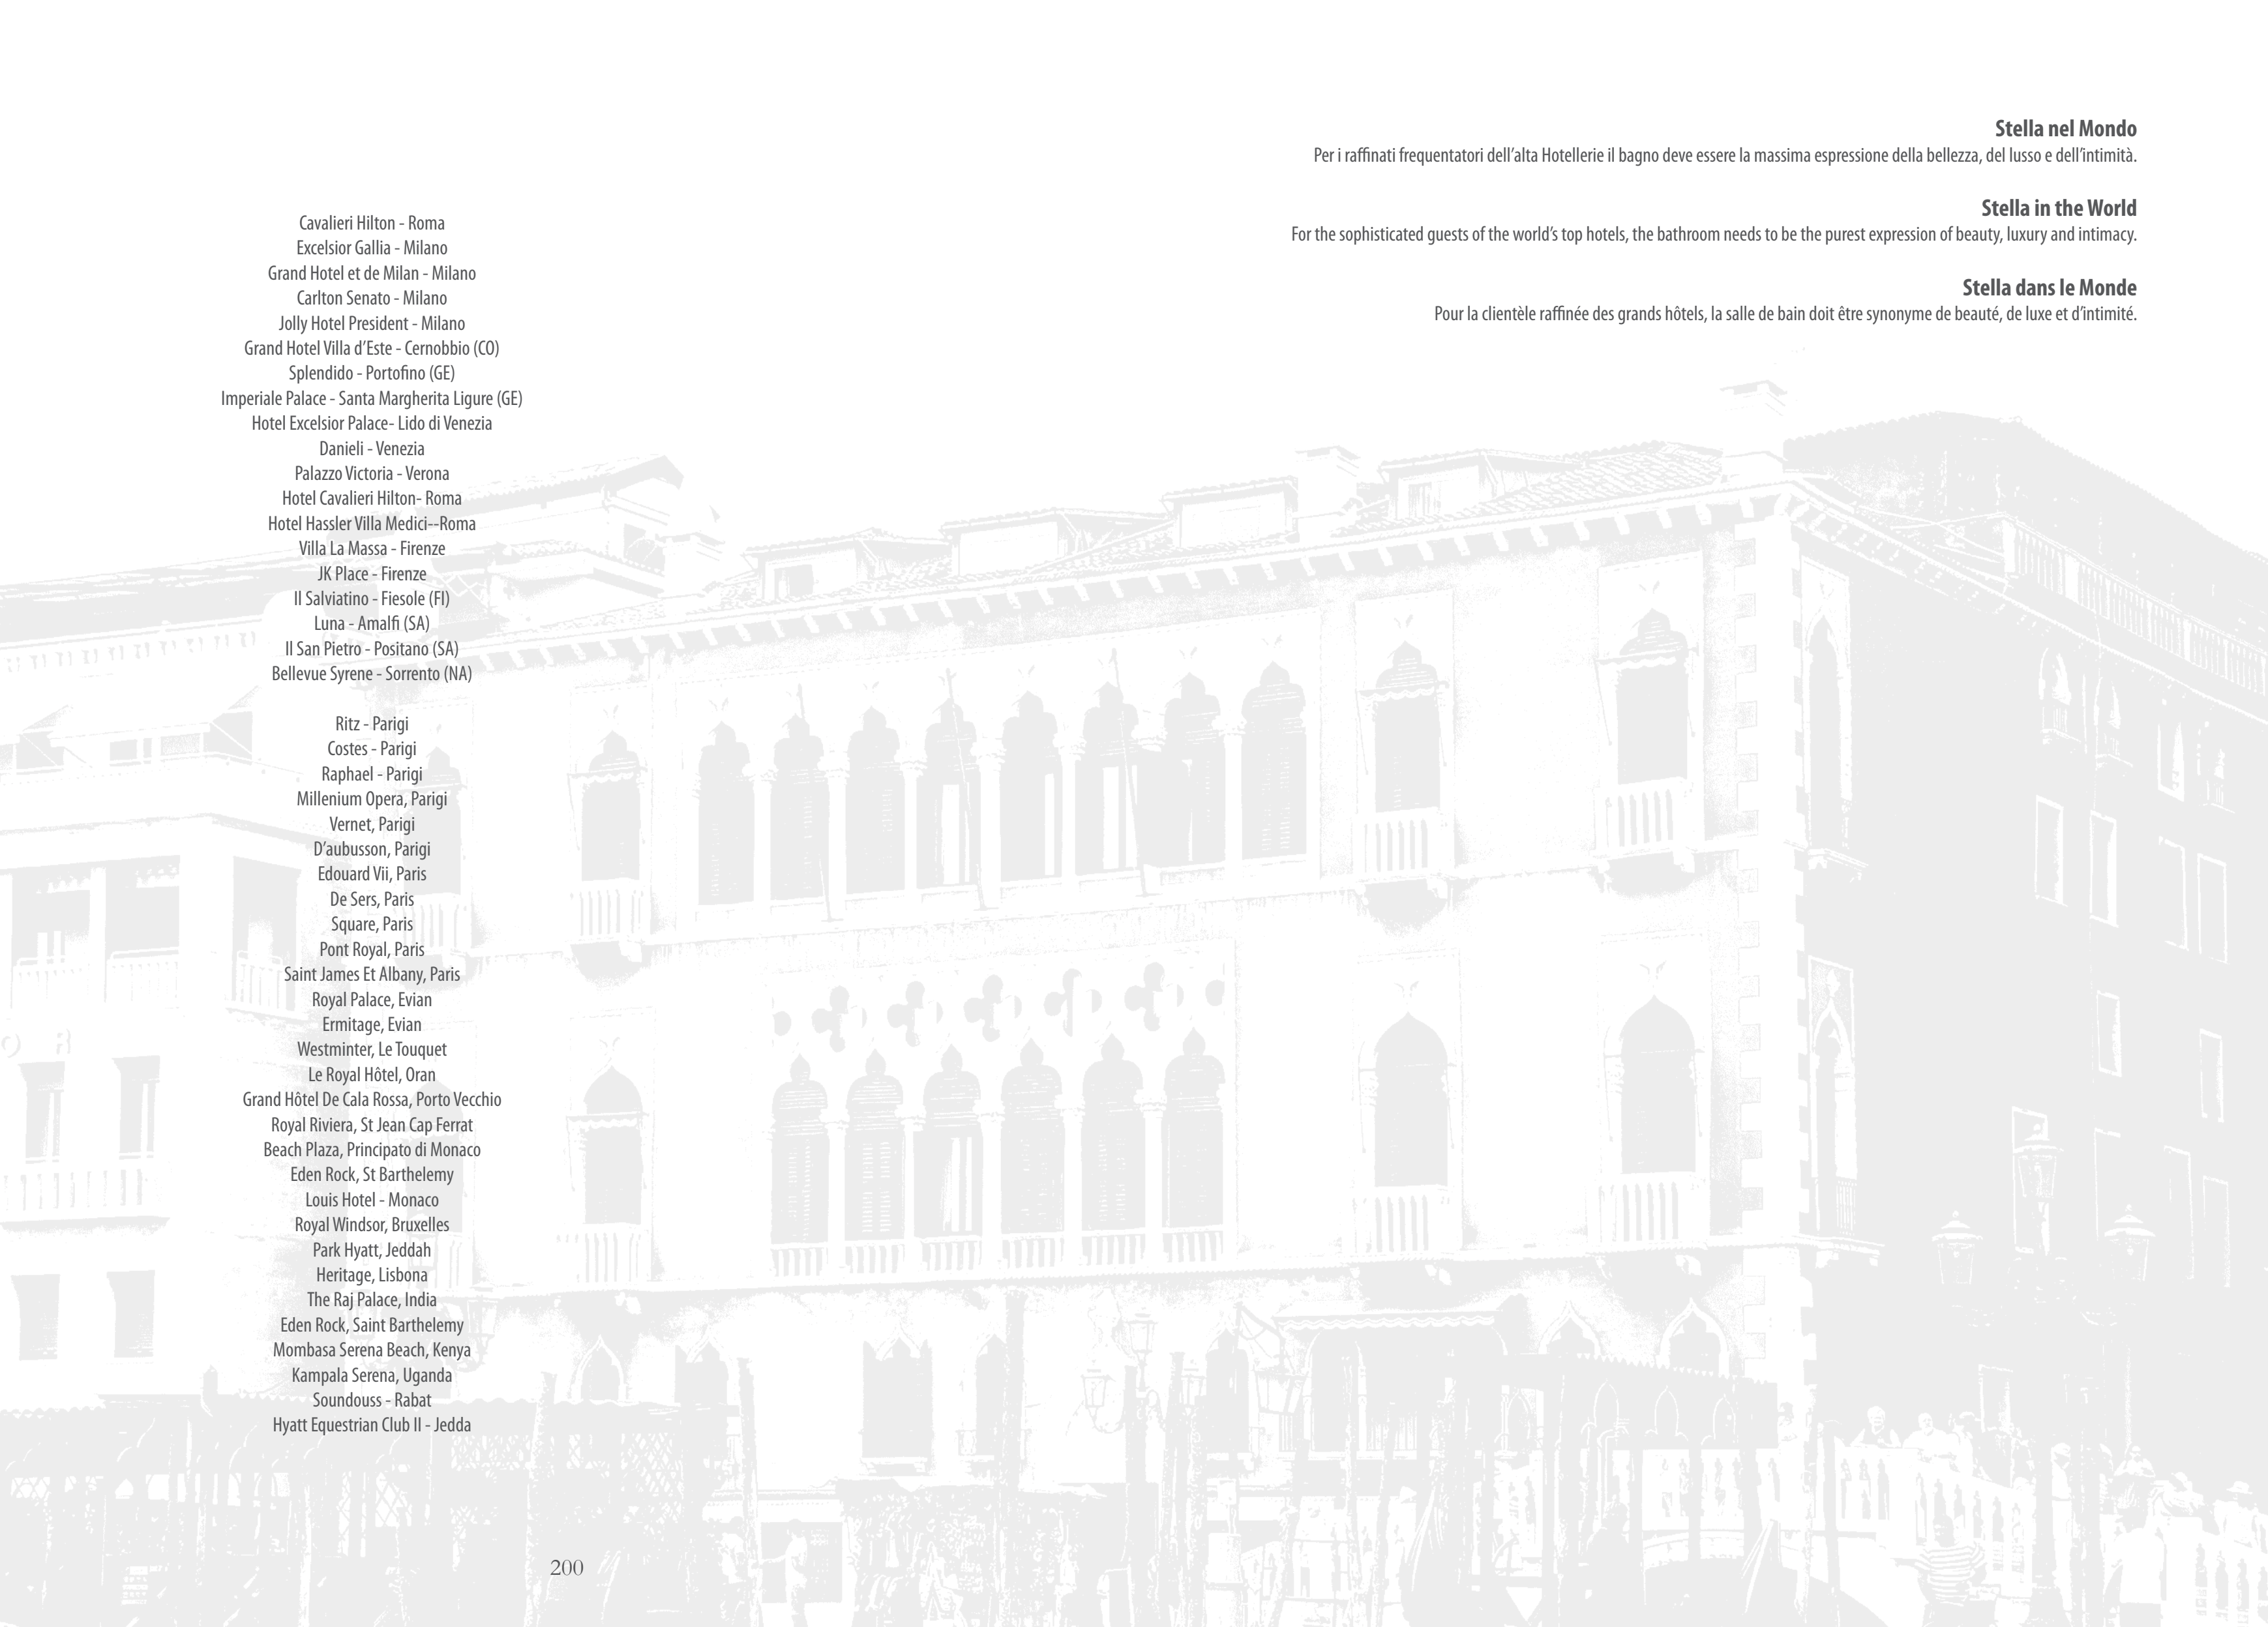 Stella nel Mondo
Per i raffinati frequentatori dell’alta Hotellerie il bagno deve essere la massima espressione della bellezza, del lusso e dell’intimità.
Stella in the World
For the sophisticated guests of the world’s top hotels, the bathroom needs to be the purest expression of beauty, luxury and intimacy.
Stella dans le Monde
Pour la clientèle raffinée des grands hôtels, la salle de bain doit être synonyme de beauté, de luxe et d’intimité.
Cavalieri Hilton - Roma
Excelsior Gallia - Milano
Grand Hotel et de Milan - Milano
Carlton Senato - Milano
Jolly Hotel President - Milano
Grand Hotel Villa d’Este - Cernobbio (CO)
Splendido - Portofino (GE)
Imperiale Palace - Santa Margherita Ligure (GE)
Hotel Excelsior Palace- Lido di Venezia
Danieli - Venezia
Palazzo Victoria - Verona
Hotel Cavalieri Hilton- Roma
Hotel Hassler Villa Medici--Roma
Villa La Massa - Firenze
JK Place - Firenze
Il Salviatino - Fiesole (FI)
Luna - Amalfi (SA)
Il San Pietro - Positano (SA)
Bellevue Syrene - Sorrento (NA)
Ritz - Parigi
Costes - Parigi
Raphael - Parigi
Millenium Opera, Parigi
Vernet, Parigi
D’aubusson, Parigi
Edouard Vii, Paris
De Sers, Paris
Square, Paris
Pont Royal, Paris
Saint James Et Albany, Paris
Royal Palace, Evian
Ermitage, Evian
Westminter, Le Touquet
Le Royal Hôtel, Oran
Grand Hôtel De Cala Rossa, Porto Vecchio
Royal Riviera, St Jean Cap Ferrat
Beach Plaza, Principato di Monaco
Eden Rock, St Barthelemy
Louis Hotel - Monaco
Royal Windsor, Bruxelles
Park Hyatt, Jeddah
Heritage, Lisbona
The Raj Palace, India
Eden Rock, Saint Barthelemy
Mombasa Serena Beach, Kenya
Kampala Serena, Uganda
Soundouss - Rabat
Hyatt Equestrian Club II - Jedda
O R
200